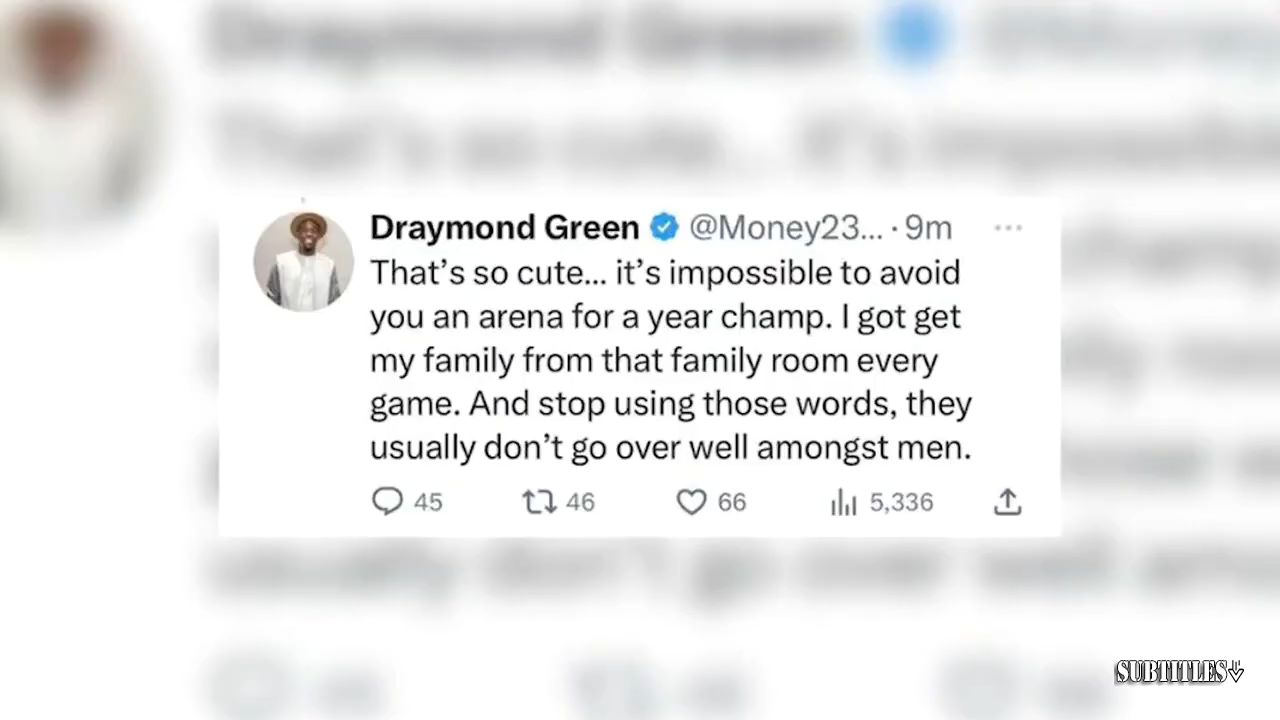 Draymond Green @Money23... · 9m
That's so cute... it's impossible to avoid
you an arena for a year champ. I got get
my family from that family room every
game. And stop using those words, they
usually don't go over well amongst men.
45 46 66 5,336
SUBTITLES